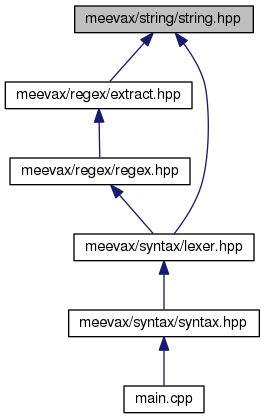 meevax/string/string.hpp
meevax/regex/extract.hpp
meevax/regex/regex.hpp
meevax/syntax/lexer.hpp
meevax/syntax/syntax.hpp
main.cpp